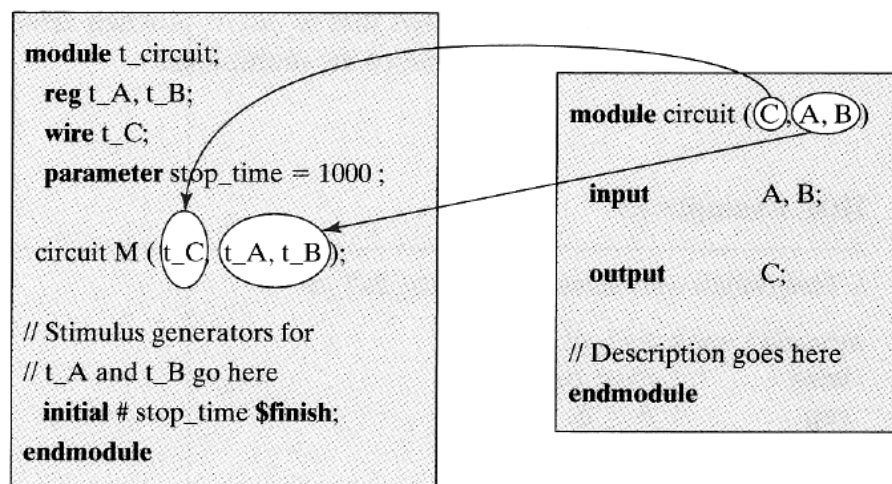 module t_circuit;
reg t_A, t_B;
wire t_C;
parameter stop_time = 1000 ;
circuit M ( t_C, t_A, t_B );
// Stimulus generators for
// t_A and t_B go here
initial # stop_time $finish;
endmodule
module circuit ( C, A, B )
input A, B;
output C;
// Description goes here
endmodule